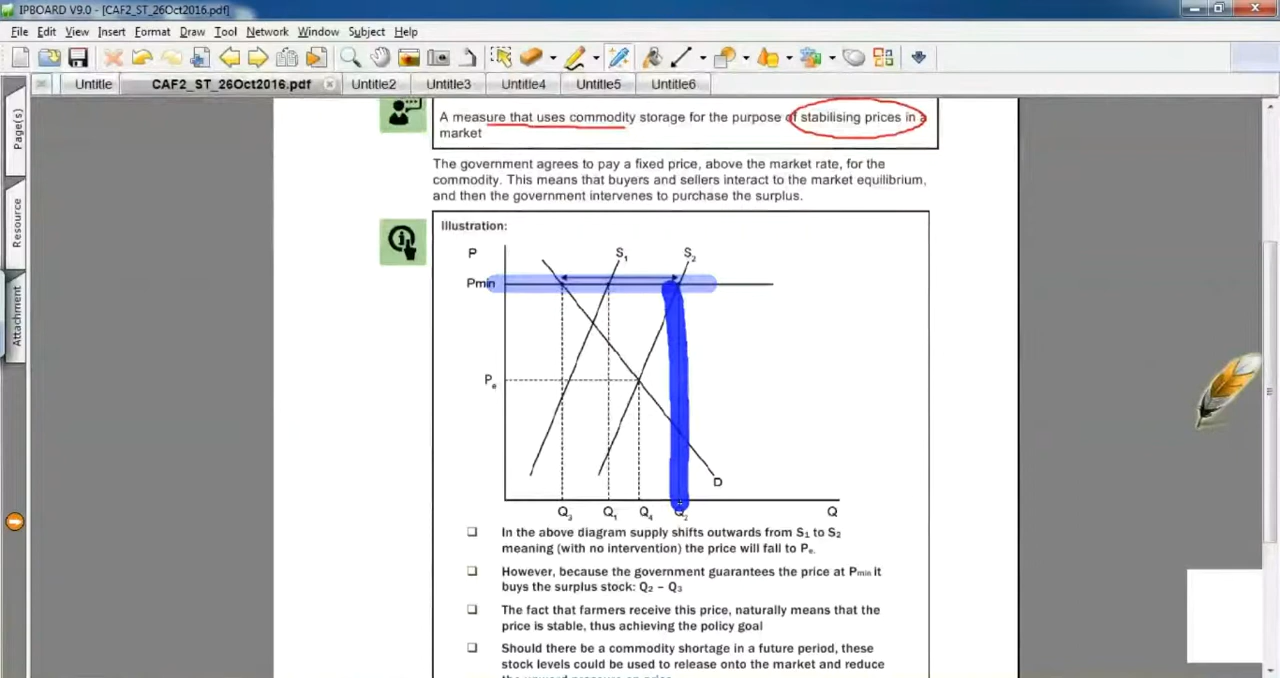 IPBOARD V9.0 - [CAF2_ST_26Oct2016.pdf]
File Edit View Insert Format Draw Tool Network Window Subject Help
Untitle CAF2_ST_26Oct2016.pdf Untitle2 Untitle3 Untitle4 Untitle5 Untitle6
Page(s)
Resource
Attachment
A measure that uses commodity storage for the purpose of stabilising prices in a
market
The government agrees to pay a fixed price, above the market rate, for the
commodity. This means that buyers and sellers interact to the market equilibrium,
and then the government intervenes to purchase the surplus.
Illustration:
P S1 S2
Pmin
Pe
D
Q3 Q1 Q4 Q2 Q
In the above diagram supply shifts outwards from S1 to S2
meaning (with no intervention) the price will fall to Pe.
However, because the government guarantees the price at Pmin it
buys the surplus stock: Q2 – Q3
The fact that farmers receive this price, naturally means that the
price is stable, thus achieving the policy goal
Should there be a commodity shortage in a future period, these
stock levels could be used to release onto the market and reduce